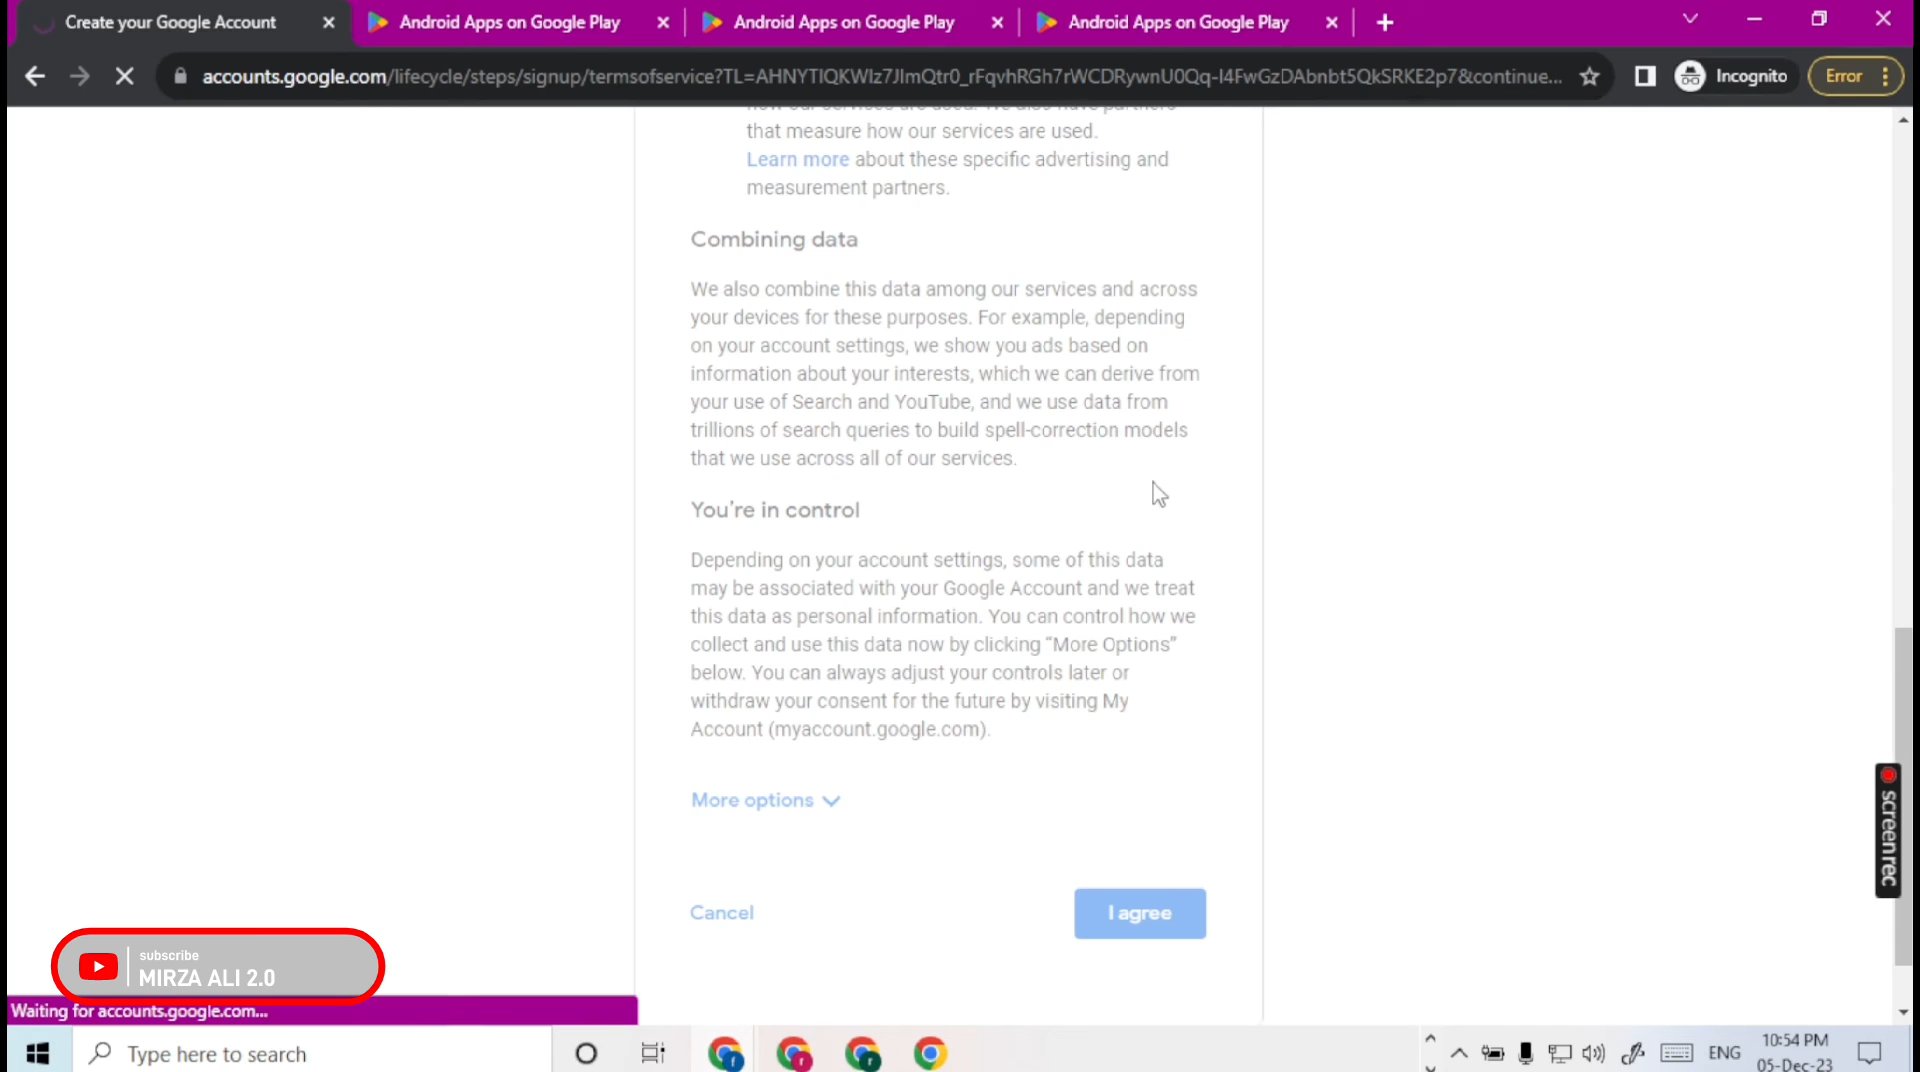 Create your Google Account
Android Apps on Google Play
Android Apps on Google Play
Android Apps on Google Play
accounts.google.com/lifecycle/steps/signup/termsofservice?TL=AHNYTIQKWIz7JImQtr0_rFqvhRGh7rWCDRywnU0Qq-I4FwGzDAbnbt5QkSRKE2p7&continue...
Incognito
Error
how our services are used. We also have partners
that measure how our services are used.
Learn more about these specific advertising and
measurement partners.
Combining data
We also combine this data among our services and across
your devices for these purposes. For example, depending
on your account settings, we show you ads based on
information about your interests, which we can derive from
your use of Search and YouTube, and we use data from
trillions of search queries to build spell-correction models
that we use across all of our services.
You're in control
Depending on your account settings, some of this data
may be associated with your Google Account and we treat
this data as personal information. You can control how we
collect and use this data now by clicking “More Options”
below. You can always adjust your controls later or
withdraw your consent for the future by visiting My
Account (myaccount.google.com).
More options
Cancel
I agree
screenrec
subscribe
MIRZA ALI 2.0
Waiting for accounts.google.com...
Type here to search
f
r
r
ENG
10:54 PM
05-Dec-23